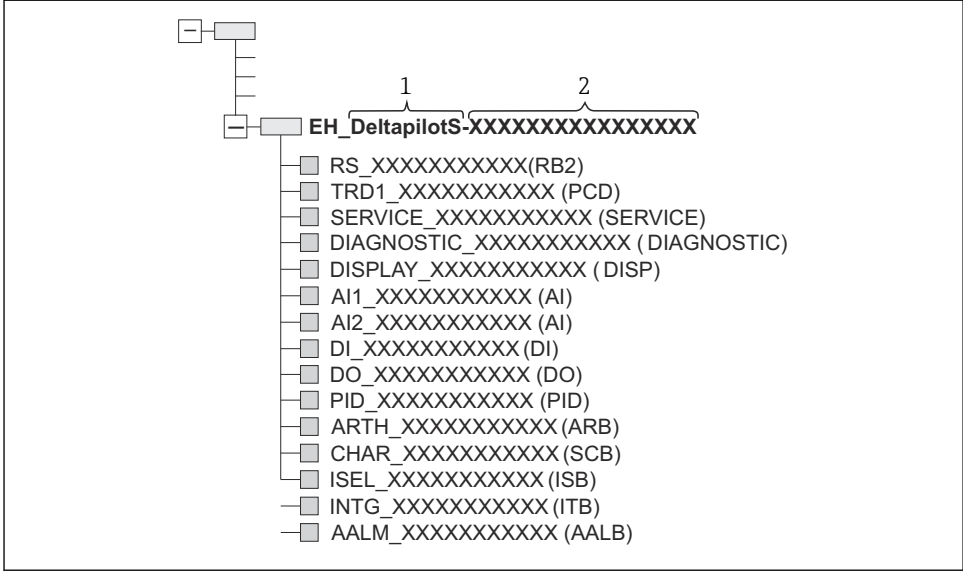 1 2
EH_DeltapilotS-XXXXXXXXXXXXXXXX
RS_XXXXXXXXXXX(RB2)
TRD1_XXXXXXXXXXX (PCD)
SERVICE_XXXXXXXXXXX (SERVICE)
DIAGNOSTIC_XXXXXXXXXXX ( DIAGNOSTIC)
DISPLAY_XXXXXXXXXXX ( DISP)
AI1_XXXXXXXXXXX (AI)
AI2_XXXXXXXXXXX (AI)
DI_XXXXXXXXXXX (DI)
DO_XXXXXXXXXXX (DO)
PID_XXXXXXXXXXX (PID)
ARTH_XXXXXXXXXXX (ARB)
CHAR_XXXXXXXXXXX (SCB)
ISEL_XXXXXXXXXXX (ISB)
INTG_XXXXXXXXXXX (ITB)
AALM_XXXXXXXXXXX (AALB)